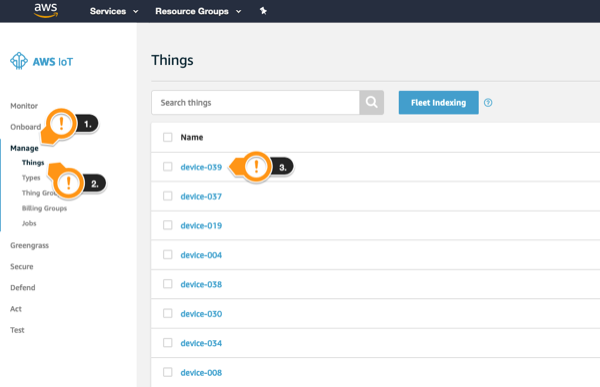 aws
Services Resource Groups
AWS IoT
Things
Search things
Fleet Indexing ?
Monitor
Onboard ! 1.
Manage
Things
! 2.
Types
Billing Groups
Jobs
Greengrass
Secure
Defend
Act
Test
Name
device-039 ! 3.
device-037
device-019
device-004
device-038
device-030
device-034
device-008